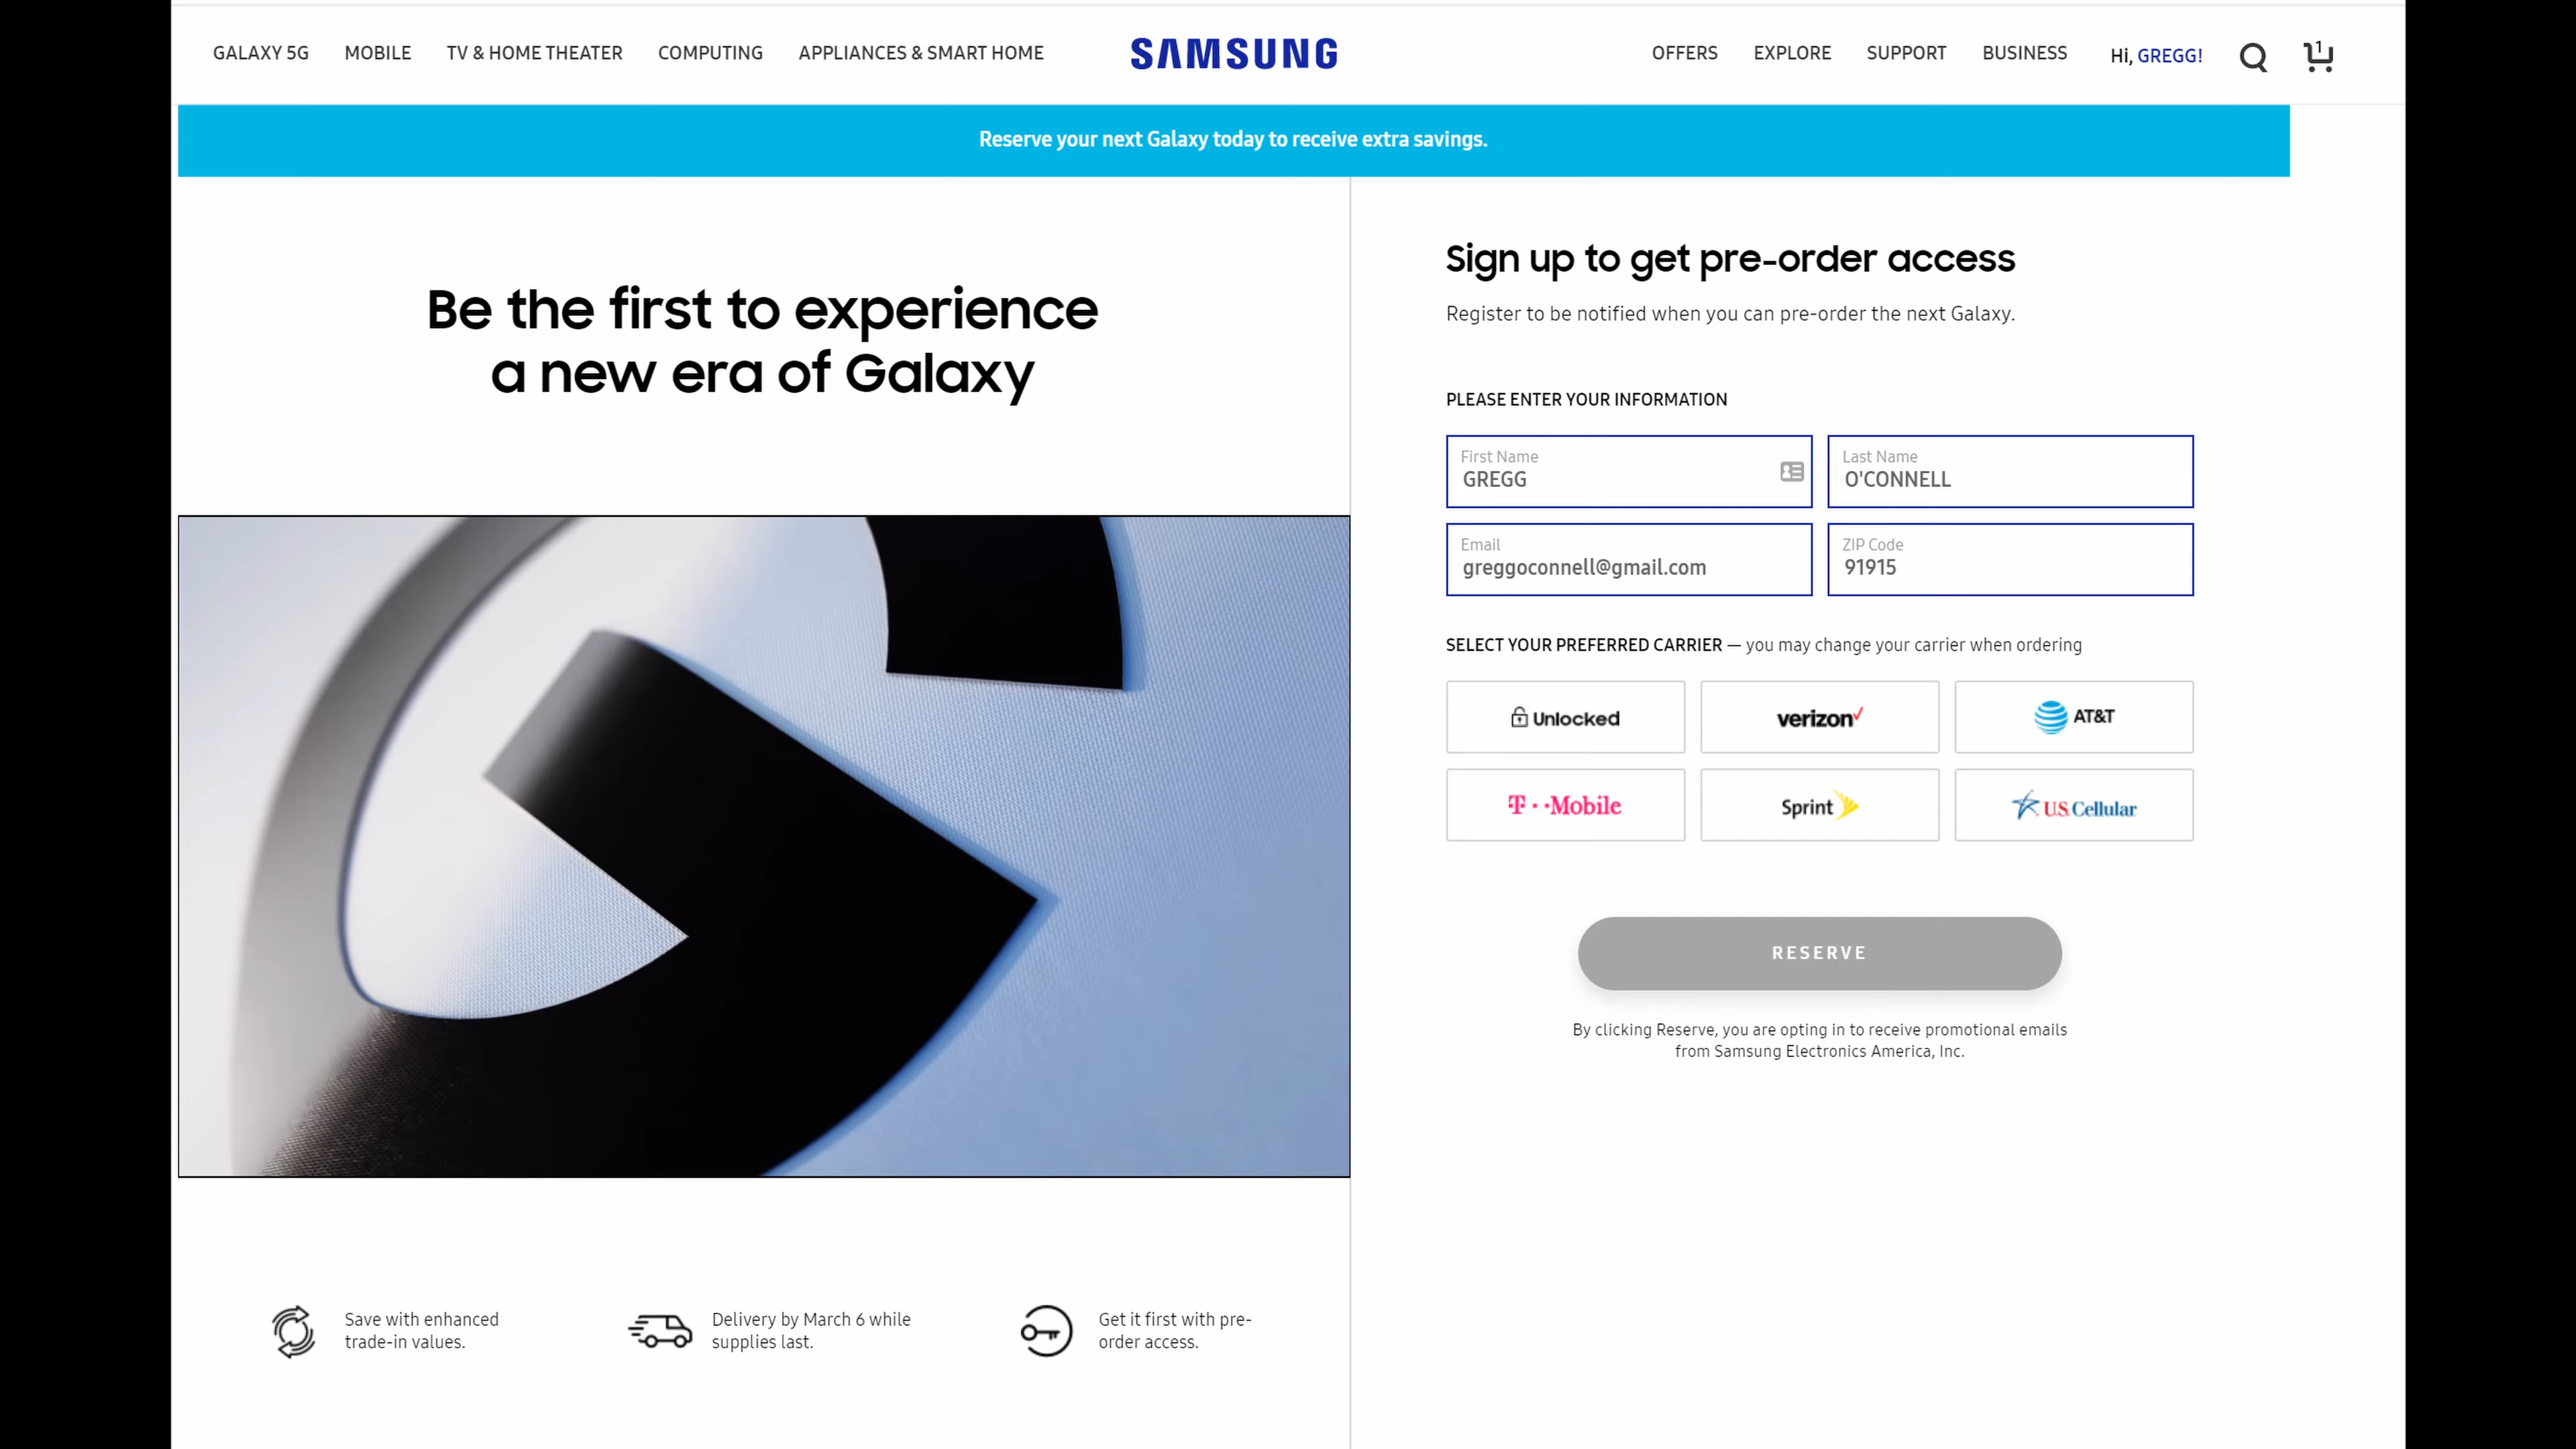 GALAXY 5G MOBILE TV & HOME THEATER COMPUTING APPLIANCES & SMART HOME SAMSUNG OFFERS EXPLORE SUPPORT BUSINESS Hi, GREGG! 1
Reserve your next Galaxy today to receive extra savings.
Be the first to experience
a new era of Galaxy
Save with enhanced
trade-in values.
Delivery by March 6 while
supplies last.
Get it first with pre-
order access.
Sign up to get pre-order access
Register to be notified when you can pre-order the next Galaxy.
PLEASE ENTER YOUR INFORMATION
First Name
GREGG
Last Name
O'CONNELL
Email
greggoconnell@gmail.com
ZIP Code
91915
SELECT YOUR PREFERRED CARRIER — you may change your carrier when ordering
Unlocked
verizon
AT&T
T··Mobile
Sprint
U.S. Cellular
RESERVE
By clicking Reserve, you are opting in to receive promotional emails
from Samsung Electronics America, Inc.